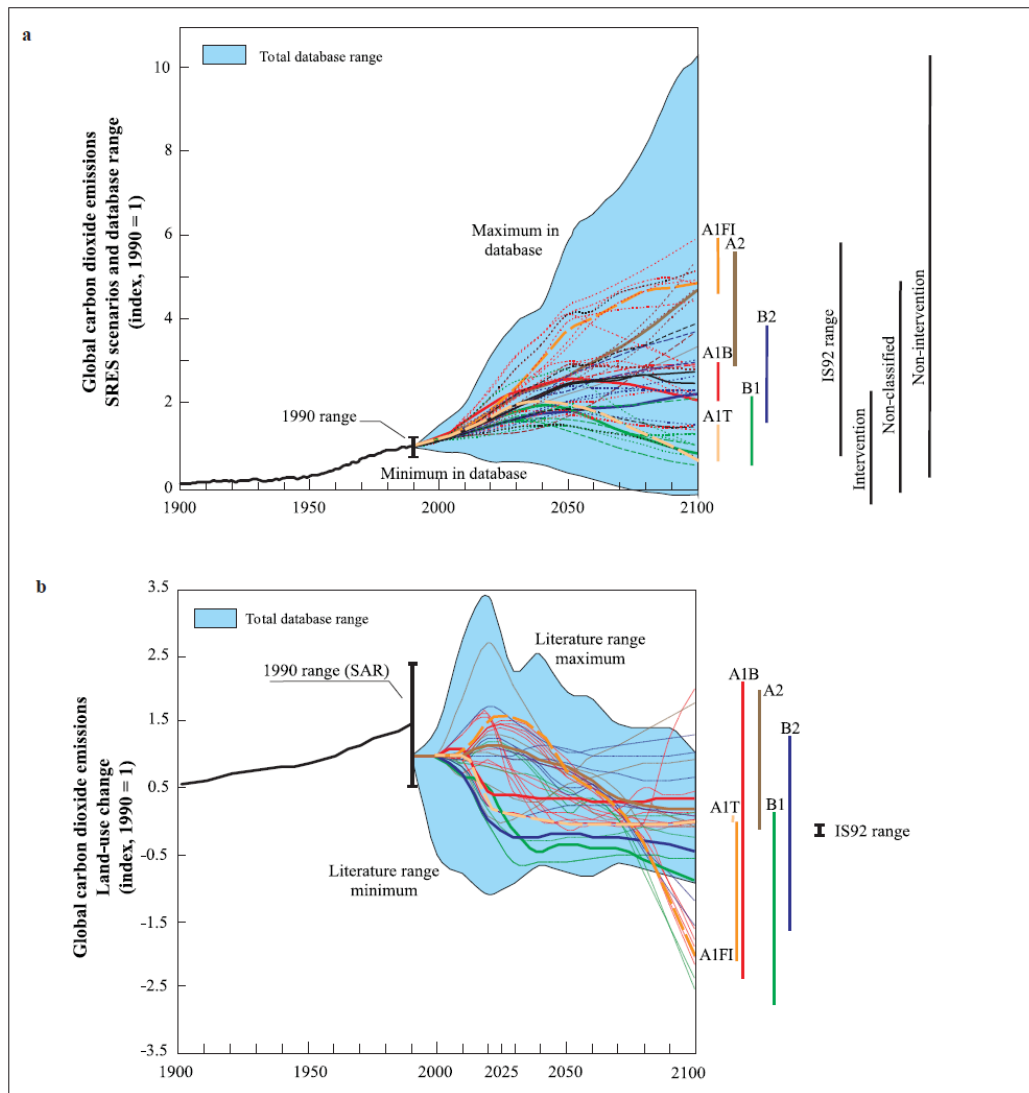 a
Total database range
10
8
6
4
2
0
Global carbon dioxide emissions
SRES scenarios and database range
(index, 1990 = 1)
Maximum in
database
1990 range
Minimum in database
1900
1950
2000
2050
2100
A1FI
A2
B2
A1B
B1
A1T
IS92 range
Intervention
Non-classified
Non-intervention
b
3.5
2.5
1.5
0.5
-0.5
-1.5
-2.5
-3.5
Global carbon dioxide emissions
Land-use change
(index, 1990 = 1)
Total database range
1990 range (SAR)
Literature range
maximum
Literature range
minimum
1900
1950
2000
2025
2050
2100
A1B
A2
B2
A1T
B1
IS92 range
A1FI